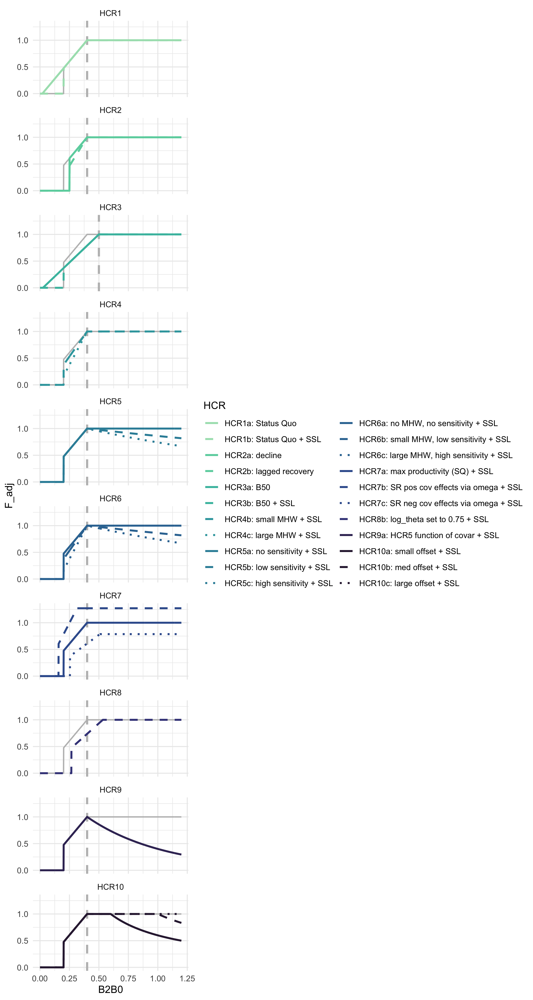 HCR1
1.0
0.5
0.0
HCR2
1.0
0.5
0.0
HCR3
1.0
0.5
0.0
HCR4
1.0
0.5
0.0
HCR5
1.0
0.5
0.0
HCR6
1.0
0.5
0.0
HCR7
1.0
0.5
0.0
HCR8
1.0
0.5
0.0
HCR9
1.0
0.5
0.0
HCR10
1.0
0.5
0.0
0.00 0.25 0.50 0.75 1.00 1.25
B2B0
F_adj
HCR
HCR1a: Status Quo
HCR1b: Status Quo + SSL
HCR2a: decline
HCR2b: lagged recovery
HCR3a: B50
HCR3b: B50 + SSL
HCR4b: small MHW + SSL
HCR4c: large MHW + SSL
HCR5a: no sensitivity + SSL
HCR5b: low sensitivity + SSL
HCR5c: high sensitivity + SSL
HCR6a: no MHW, no sensitivity + SSL
HCR6b: small MHW, low sensitivity + SSL
HCR6c: large MHW, high sensitivity + SSL
HCR7a: max productivity (SQ) + SSL
HCR7b: SR pos cov effects via omega + SSL
HCR7c: SR neg cov effects via omega + SSL
HCR8b: log_theta set to 0.75 + SSL
HCR9a: HCR5 function of covar + SSL
HCR10a: small offset + SSL
HCR10b: med offset + SSL
HCR10c: large offset + SSL